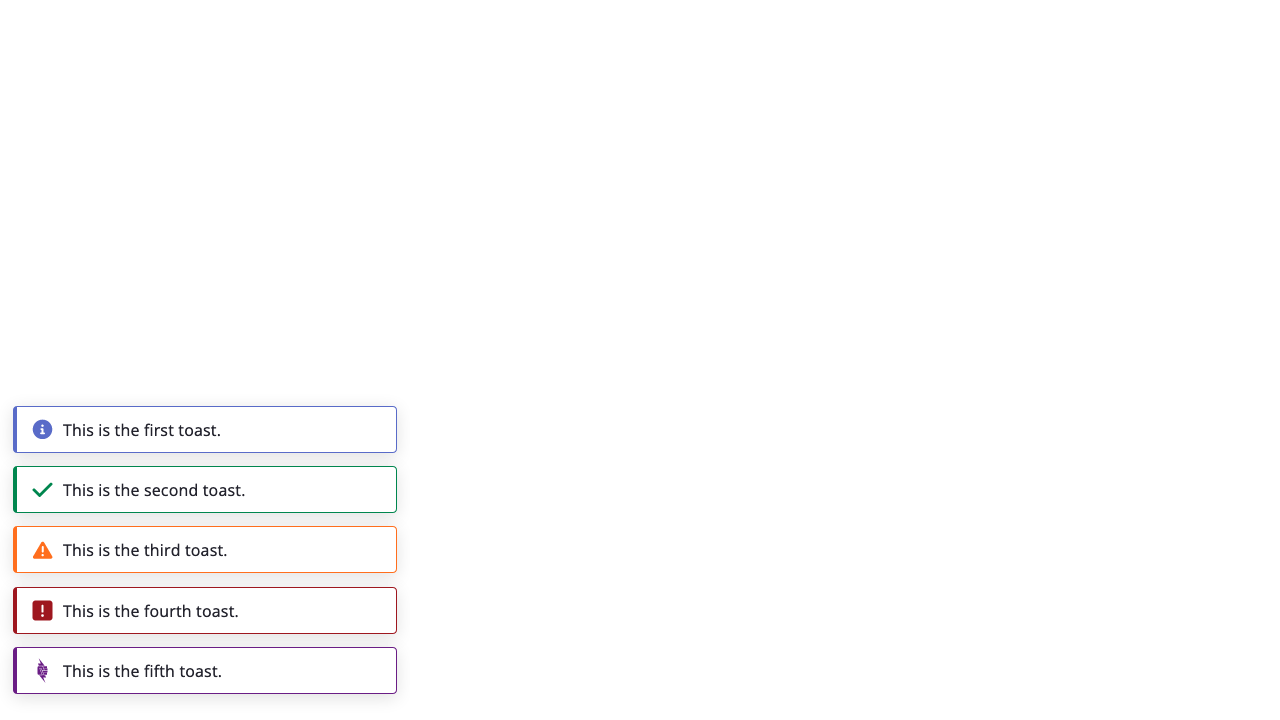 This is the first toast.
This is the second toast.
This is the third toast.
This is the fourth toast.
This is the fifth toast.